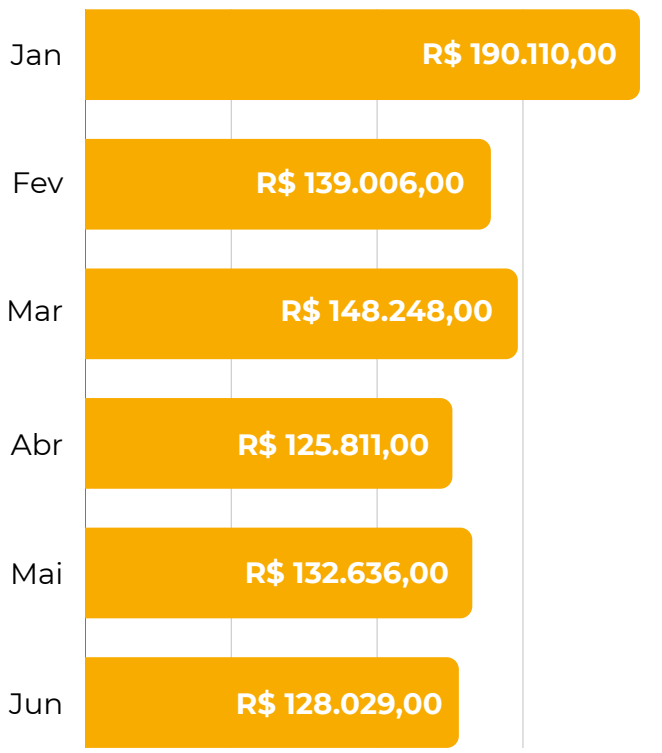 Jan R$ 190.110,00
Fev R$ 139.006,00
Mar R$ 148.248,00
Abr R$ 125.811,00
Mai R$ 132.636,00
Jun R$ 128.029,00